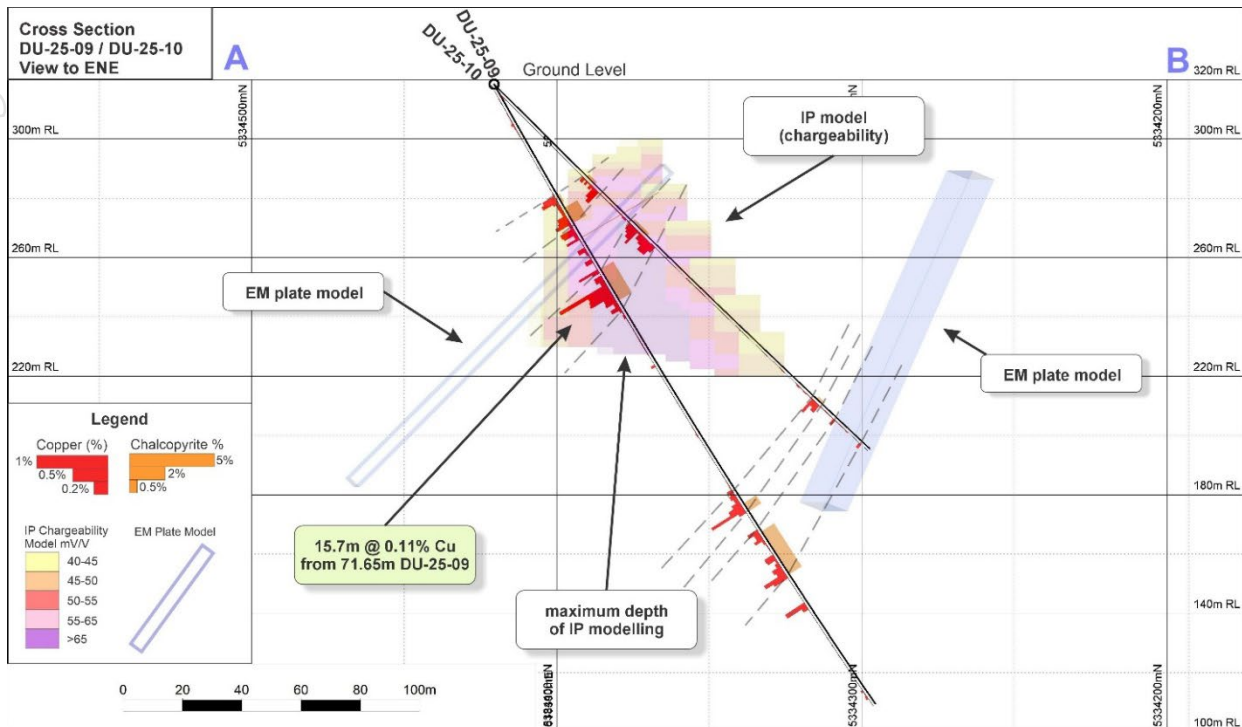 Cross Section
DU-25-09 / DU-25-10
View to ENE
A
DU-25-09
DU-25-10
Ground Level
B
320m RL
5334500mN
5334200mN
300m RL
300m RL
IP model
(chargeability)
260m RL
260m RL
EM plate model
EM plate model
220m RL
220m RL
Legend
Copper (%)
Chalcopyrite %
1%
5%
0.5%
2%
0.2%
0.5%
180m RL
IP Chargeability
Model mV/V
EM Plate Model
40-45
45-50
50-55
55-65
>65
15.7m @ 0.11% Cu
from 71.65m DU-25-09
maximum depth
of IP modelling
140m RL
5334300mN
5334200mN
0
20
40
60
80
100m
100m RL